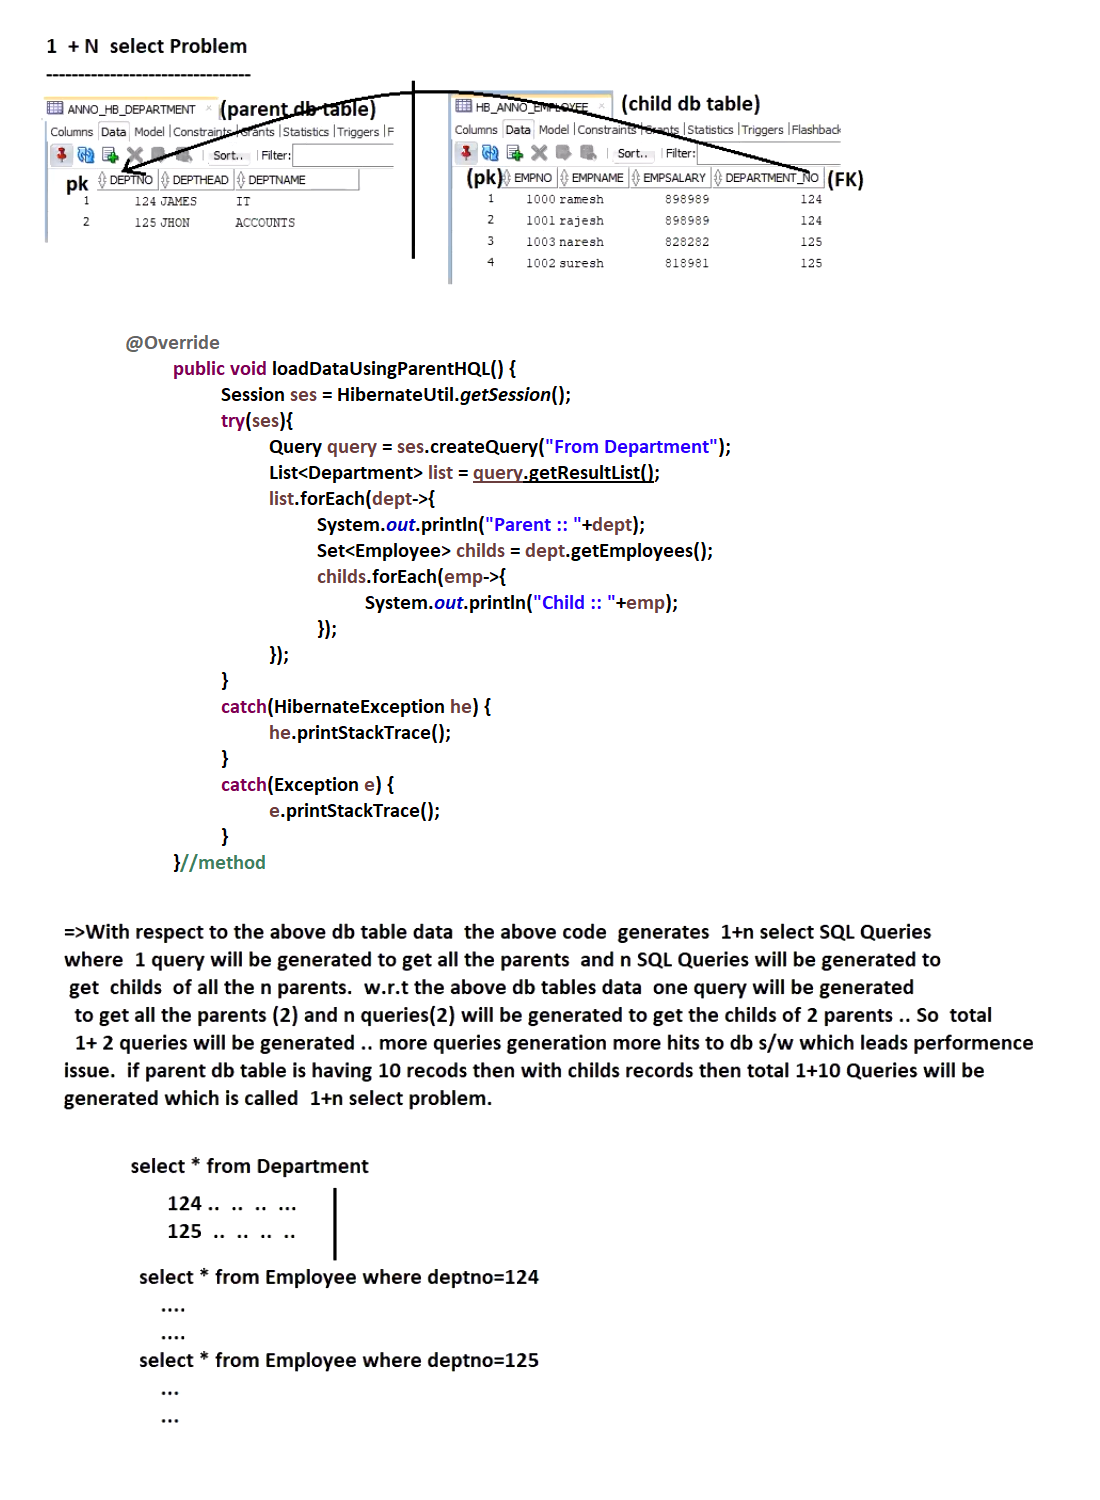 1 + N select Problem
--------------------------------
ANNO_HB_DEPARTMENT × (parent db table)
Columns Data Model Constraints Grants Statistics Triggers F
Sort.. Filter:
pk DEPTNO DEPTHEAD DEPTNAME
1 124 JAMES IT
2 125 JHON ACCOUNTS
HB_ANNO_EMPLOYEE × (child db table)
Columns Data Model Constraints Grants Statistics Triggers Flashback
Sort.. Filter:
(pk) EMPNO EMPNAME EMPSALARY DEPARTMENT_NO (FK)
1 1000 ramesh 898989 124
2 1001 rajesh 898989 124
3 1003 naresh 828282 125
4 1002 suresh 818981 125
@Override
public void loadDataUsingParentHQL() {
Session ses = HibernateUtil.getSession();
try(ses){
Query query = ses.createQuery("From Department");
List<Department> list = query.getResultList();
list.forEach(dept->{
System.out.println("Parent :: "+dept);
Set<Employee> childs = dept.getEmployees();
childs.forEach(emp->{
System.out.println("Child :: "+emp);
});
});
}
catch(HibernateException he) {
he.printStackTrace();
}
catch(Exception e) {
e.printStackTrace();
}
}//method
=>With respect to the above db table data the above code generates 1+n select SQL Queries
where 1 query will be generated to get all the parents and n SQL Queries will be generated to
get childs of all the n parents. w.r.t the above db tables data one query will be generated
to get all the parents (2) and n queries(2) will be generated to get the childs of 2 parents .. So total
1+ 2 queries will be generated .. more queries generation more hits to db s/w which leads performence
issue. if parent db table is having 10 recods then with childs records then total 1+10 Queries will be
generated which is called 1+n select problem.
select * from Department
124 .. .. .. ...
125 .. .. .. ..
select * from Employee where deptno=124
....
....
select * from Employee where deptno=125
...
...